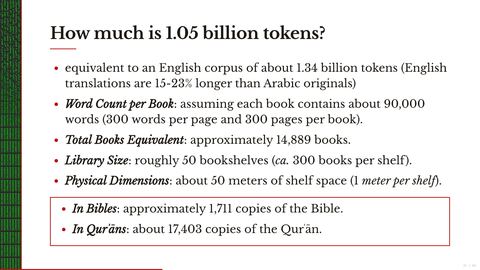 How much is 1.05 billion tokens?
• equivalent to an English corpus of about 1.34 billion tokens (English
translations are 15-23% longer than Arabic originals)
• Word Count per Book: assuming each book contains about 90,000
words (300 words per page and 300 pages per book).
• Total Books Equivalent: approximately 14,889 books.
• Library Size: roughly 50 bookshelves (ca. 300 books per shelf).
• Physical Dimensions: about 50 meters of shelf space (1 meter per shelf).
• In Bibles: approximately 1,711 copies of the Bible.
• In Qurʾāns: about 17,403 copies of the Qurʾān.